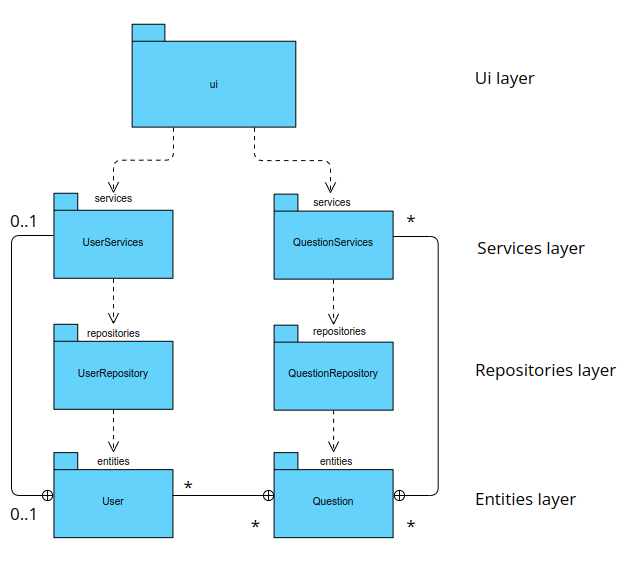 ui
Ui layer
services
services
0..1
*
UserServices
QuestionServices
Services layer
repositories
repositories
UserRepository
QuestionRepository
Repositories layer
entities
entities
*
User
Question
Entities layer
0..1
*
*